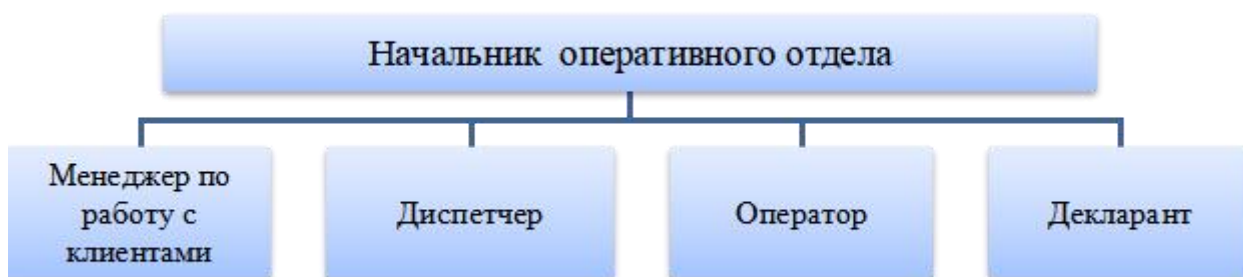 Начальник оперативного отдела
Менеджер по
работу с
клиентами
Диспетчер
Оператор
Декларант